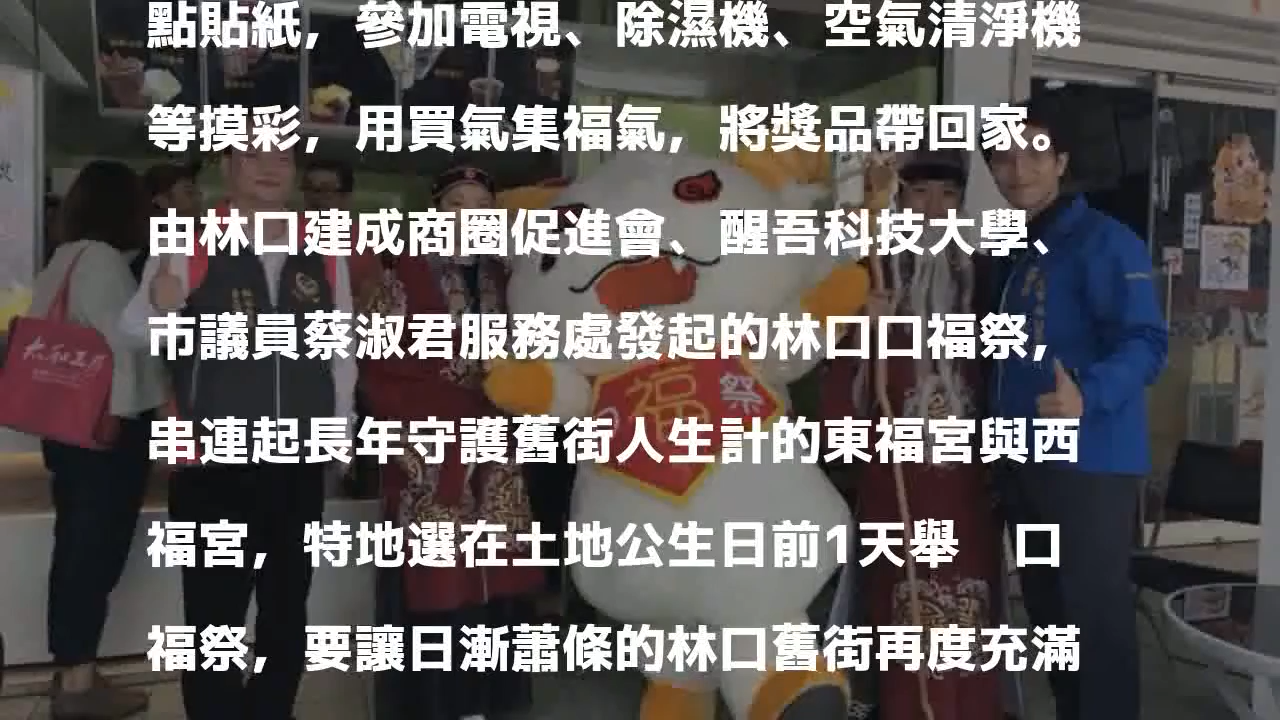 點貼紙，參加電視、除濕機、空氣清淨機
等摸彩，用買氣集福氣，將獎品帶回家。
由林口建成商圈促進會、醒吾科技大學、
市議員蔡淑君服務處發起的林口口福祭，
串連起長年守護舊街人生計的東福宮與西
福宮，特地選在土地公生日前1天舉　口
福祭，要讓日漸蕭條的林口舊街再度充滿
福
祭